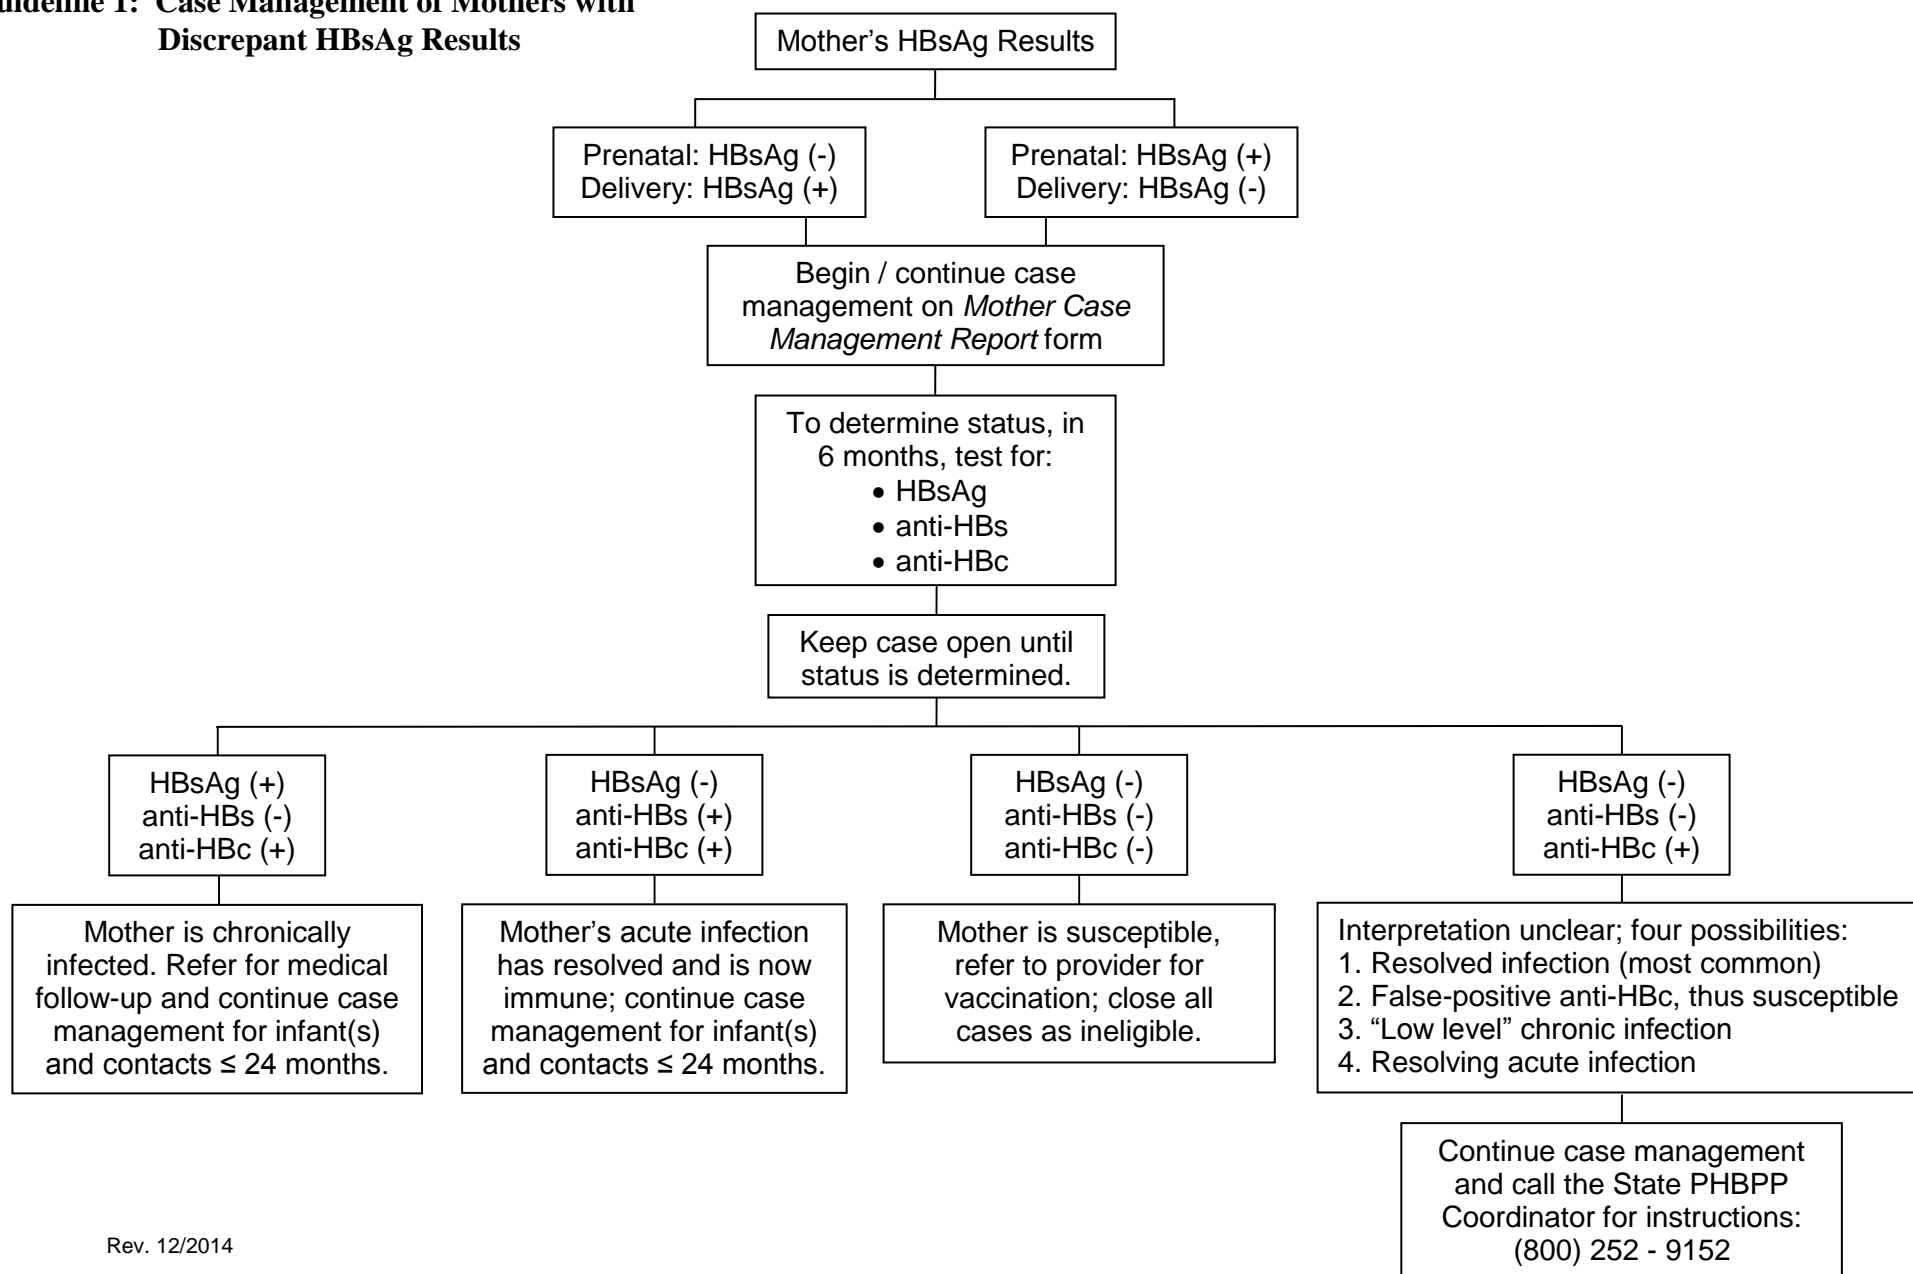 uideline 1: Case Management of Mothers with
Discrepant HBsAg Results
Mother’s HBsAg Results
Prenatal: HBsAg (-)
Delivery: HBsAg (+)
Prenatal: HBsAg (+)
Delivery: HBsAg (-)
Begin / continue case
management on Mother Case
Management Report form
To determine status, in
6 months, test for:
• HBsAg
• anti-HBs
• anti-HBc
Keep case open until
status is determined.
HBsAg (+)
anti-HBs (-)
anti-HBc (+)
HBsAg (-)
anti-HBs (+)
anti-HBc (+)
HBsAg (-)
anti-HBs (-)
anti-HBc (-)
HBsAg (-)
anti-HBs (-)
anti-HBc (+)
Mother is chronically
infected. Refer for medical
follow-up and continue case
management for infant(s)
and contacts ≤ 24 months.
Mother’s acute infection
has resolved and is now
immune; continue case
management for infant(s)
and contacts ≤ 24 months.
Mother is susceptible,
refer to provider for
vaccination; close all
cases as ineligible.
Interpretation unclear; four possibilities:
1. Resolved infection (most common)
2. False-positive anti-HBc, thus susceptible
3. “Low level” chronic infection
4. Resolving acute infection
Continue case management
and call the State PHBPP
Coordinator for instructions:
(800) 252 - 9152
Rev. 12/2014